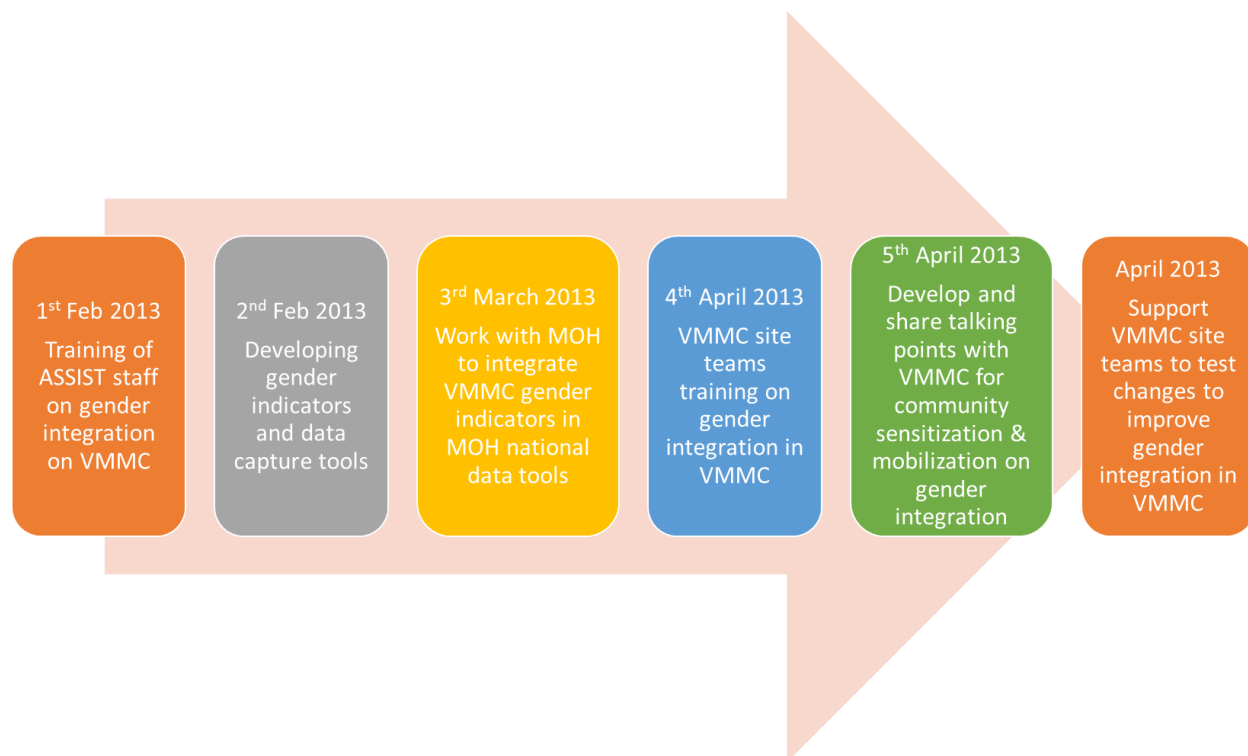 1st Feb 2013
Training of
ASSIST staff
on gender
integration
on VMMC
2nd Feb 2013
Developing
gender
indicators
and data
capture tools
3rd March 2013
Work with MOH
to integrate
VMMC gender
indicators in
MOH national
data tools
4th April 2013
VMMC site
teams
training on
gender
integration in
VMMC
5th April 2013
Develop and
share talking
points with
VMMC for
community
sensitization &
mobilization on
gender
integration
April 2013
Support
VMMC site
teams to test
changes to
improve
gender
integration in
VMMC